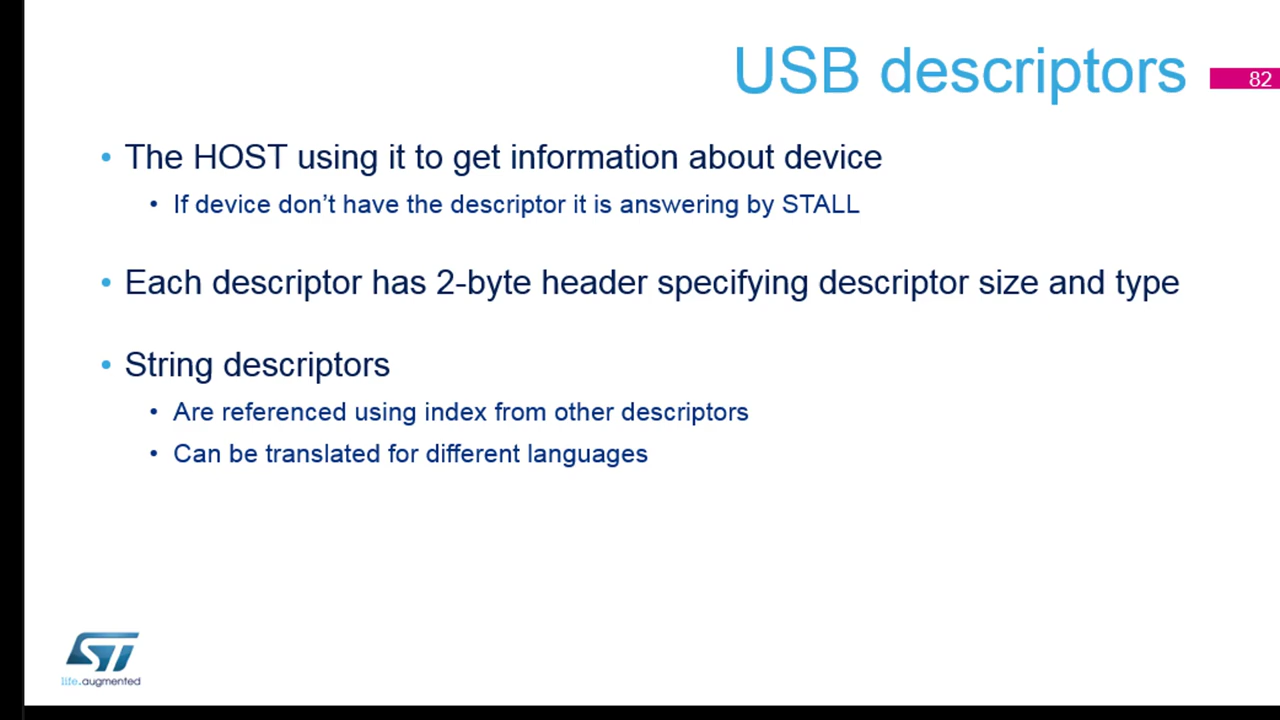 USB descriptors
82
• The HOST using it to get information about device
• If device don't have the descriptor it is answering by STALL
• Each descriptor has 2-byte header specifying descriptor size and type
• String descriptors
• Are referenced using index from other descriptors
• Can be translated for different languages
ST
life.augmented